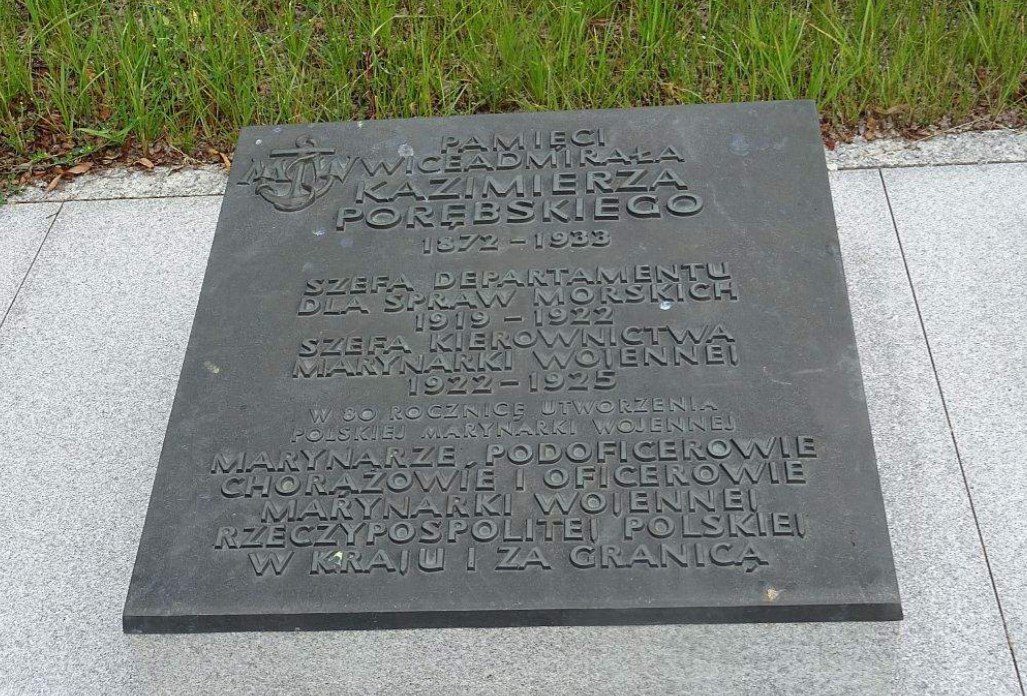 PAMIĘCI
WICEADMIRAŁA
KAZIMIERZA
PORĘBSKIEGO
1872 - 1933
SZEFA DEPARTAMENTU
DLA SPRAW MORSKICH
1919 - 1922
SZEFA KIEROWNICTWA
MARYNARKI WOJENNEJ
1922 - 1925
W 80 ROCZNICĘ UTWORZENIA
POLSKIEJ MARYNARKI WOJENNEJ
MARYNARZE, PODOFICEROWIE
CHORĄŻOWIE I OFICEROWIE
MARYNARKI WOJENNEJ
RZECZYPOSPOLITEJ POLSKIEJ
W KRAJU I ZA GRANICĄ